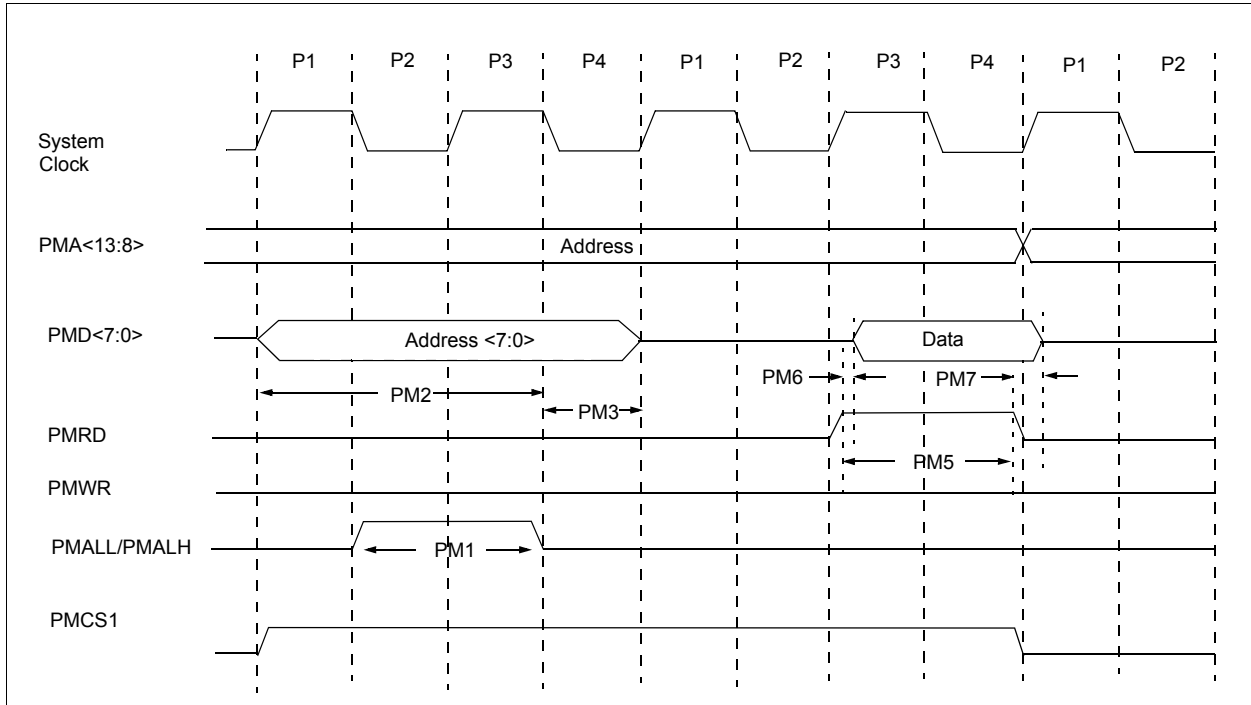 P1 P2 P3 P4 P1 P2 P3 P4 P1 P2
System
Clock
PMA<13:8>
Address
PMD<7:0>
Address <7:0>
Data
PM6
PM7
PM2
PM3
PMRD
PM5
PMWR
PMALL/PMALH
PM1
PMCS1